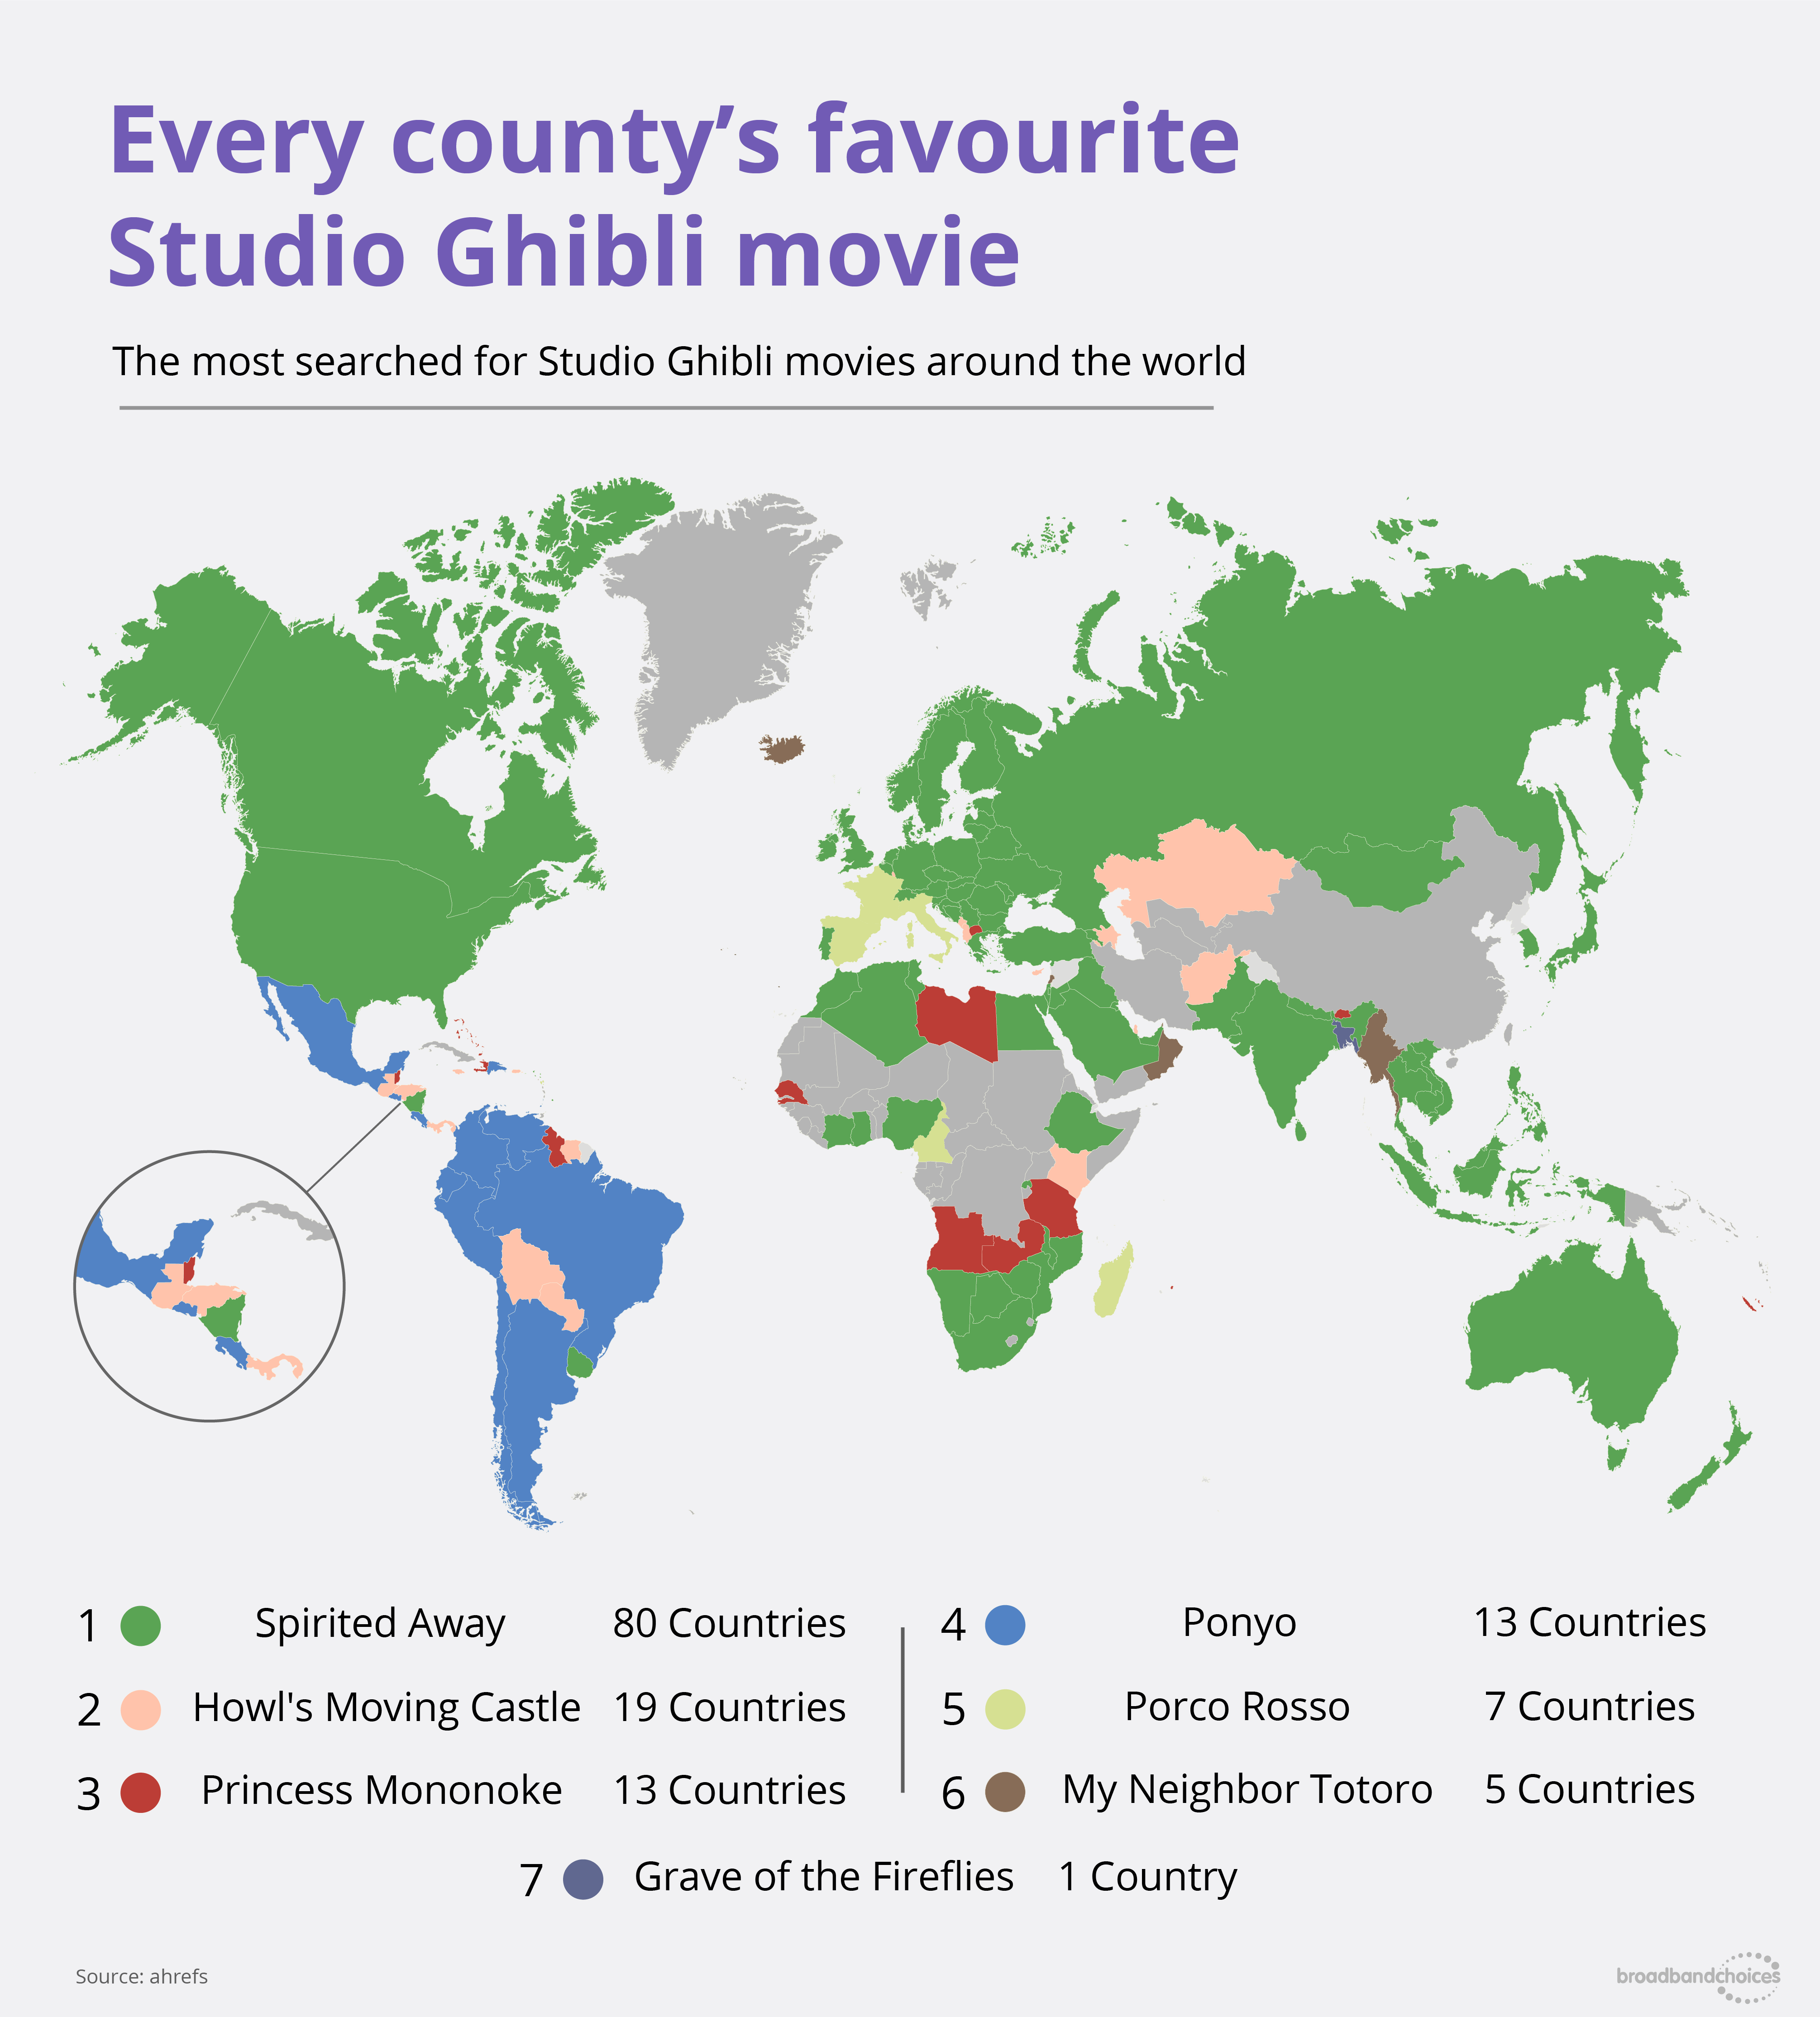 Every county’s favourite
Studio Ghibli movie
The most searched for Studio Ghibli movies around the world
1 Spirited Away 80 Countries
2 Howl's Moving Castle 19 Countries
3 Princess Mononoke 13 Countries
4 Ponyo 13 Countries
5 Porco Rosso 7 Countries
6 My Neighbor Totoro 5 Countries
7 Grave of the Fireflies 1 Country
Source: ahrefs
broadbandchoices